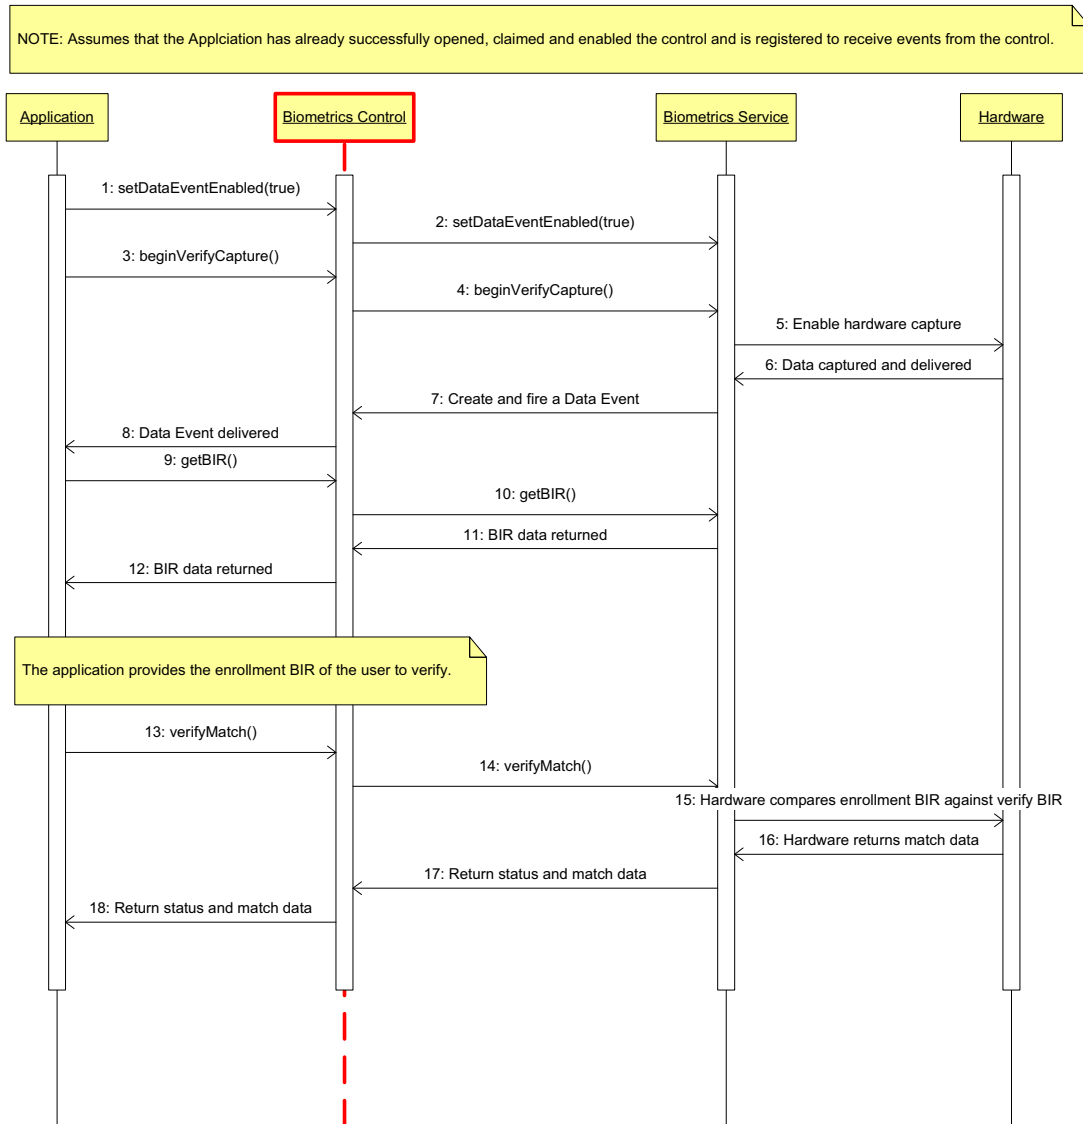 NOTE: Assumes that the Applciation has already successfully opened, claimed and enabled the control and is registered to receive events from the control.
Application
Biometrics Control
Biometrics Service
Hardware
1: setDataEventEnabled(true)
2: setDataEventEnabled(true)
3: beginVerifyCapture()
4: beginVerifyCapture()
5: Enable hardware capture
6: Data captured and delivered
7: Create and fire a Data Event
8: Data Event delivered
9: getBIR()
10: getBIR()
11: BIR data returned
12: BIR data returned
The application provides the enrollment BIR of the user to verify.
13: verifyMatch()
14: verifyMatch()
15: Hardware compares enrollment BIR against verify BIR
16: Hardware returns match data
17: Return status and match data
18: Return status and match data